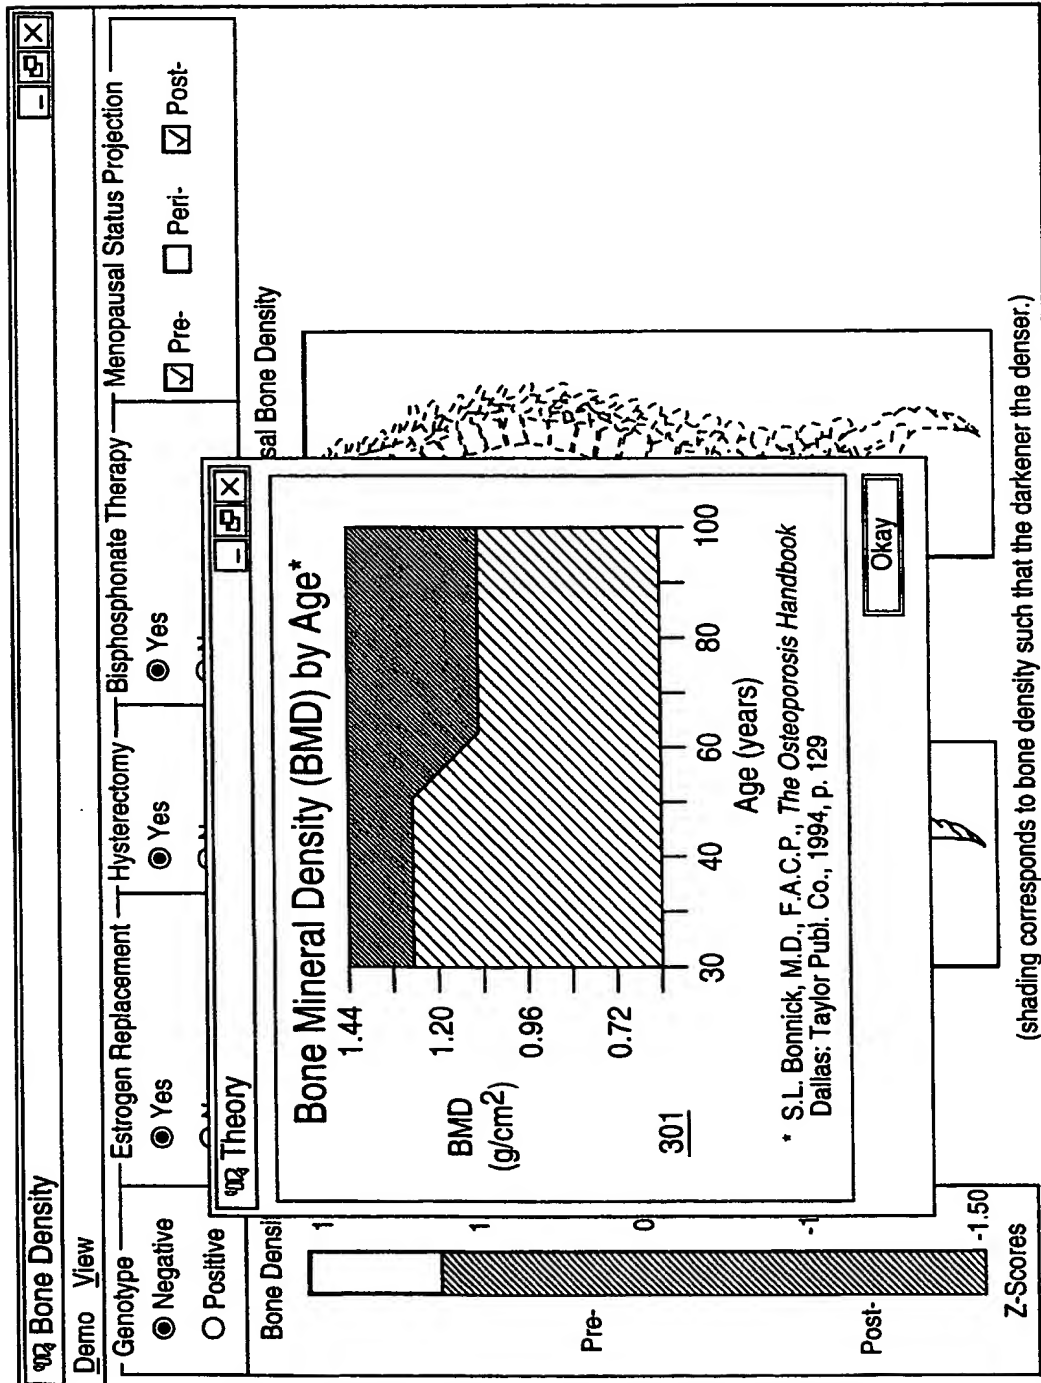 Bone Density
Demo View
Genotype
Negative
Positive
Estrogen Replacement
Yes
Hysterectomy
Yes
Bisphosphonate Therapy
Yes
Menopausal Status Projection
Pre- Peri- Post-
Bone Densi
sal Bone Density
1
1
0
-1
-1.50
Pre-
Post-
Z-Scores
Theory
Bone Mineral Density (BMD) by Age*
BMD
(g/cm2)
1.44
1.20
0.96
0.72
30 40 60 80 100
Age (years)
301
* S.L. Bonnick, M.D., F.A.C.P., The Osteoporosis Handbook
Dallas: Taylor Publ. Co., 1994, p. 129
Okay
(shading corresponds to bone density such that the darkener the denser.)